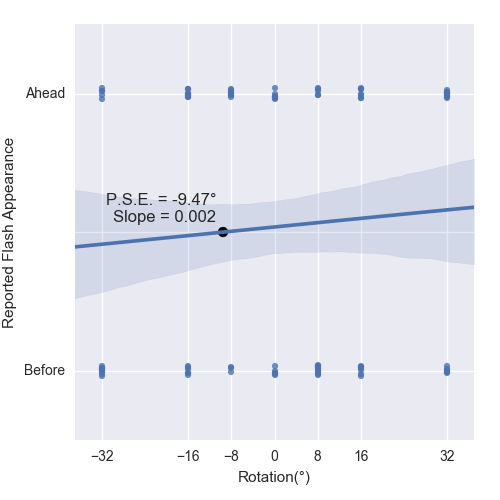 Ahead
P.S.E. = -9.47°
Slope = 0.002
Reported Flash Appearance
Before
−32 −16 −8 0 8 16 32
Rotation(°)